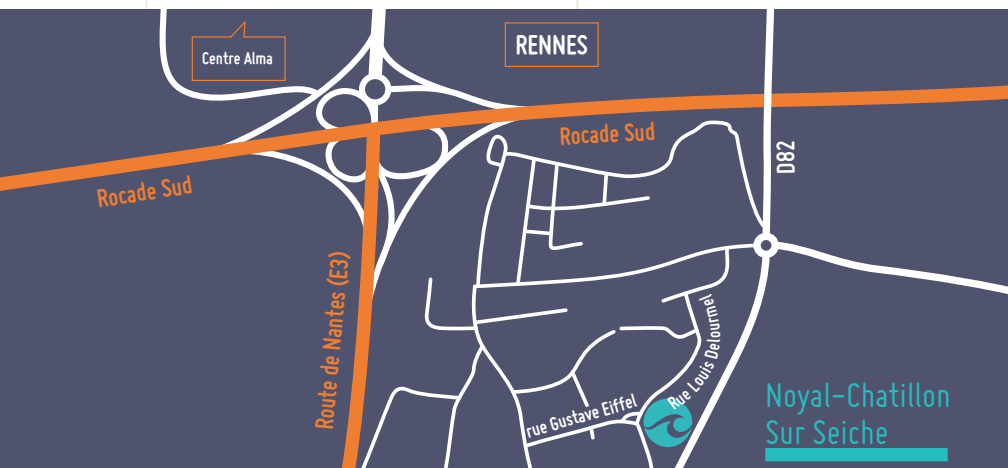 Centre Alma
RENNES
Rocade Sud
D82
Rocade Sud
Route de Nantes (E3)
Rue Louis Delourmel
rue Gustave Eiffel
Noyal-Chatillon
Sur Seiche